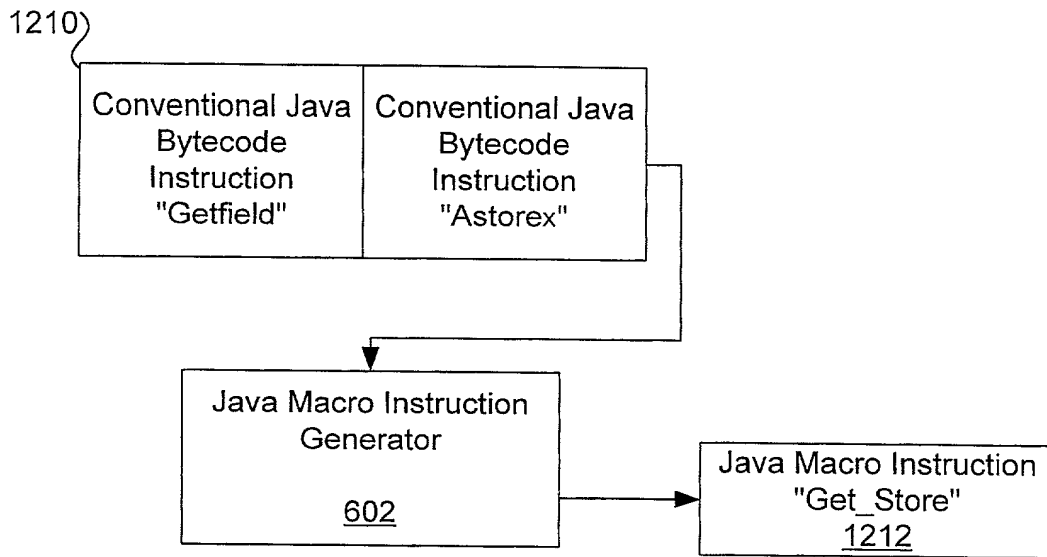 1210
Conventional Java
Bytecode
Instruction
"Getfield"
Conventional Java
Bytecode
Instruction
"Astorex"
Java Macro Instruction
Generator
602
Java Macro Instruction
"Get_Store"
1212